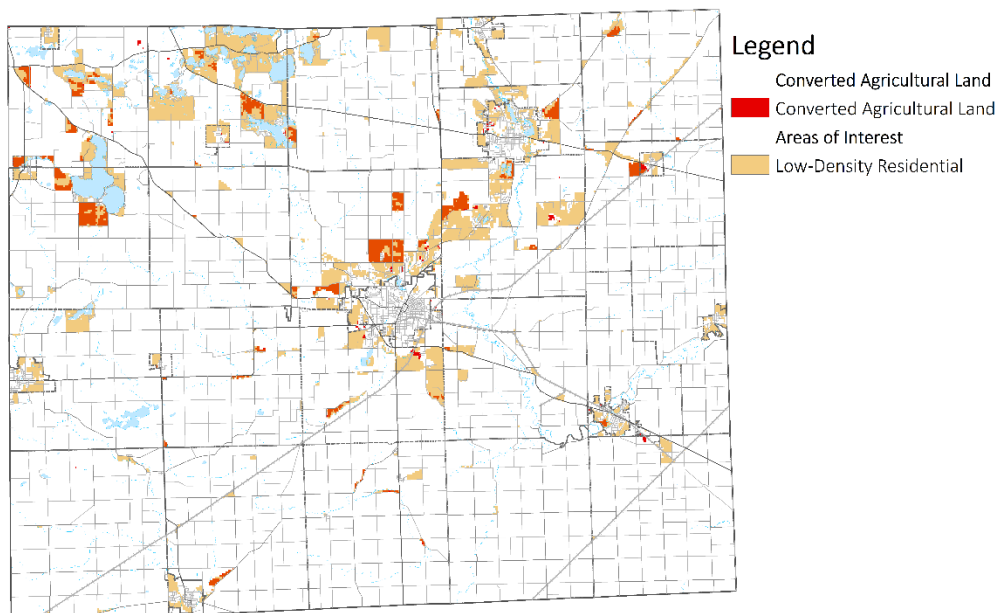 Legend
Converted Agricultural Land
Converted Agricultural Land
Areas of Interest
Low-Density Residential